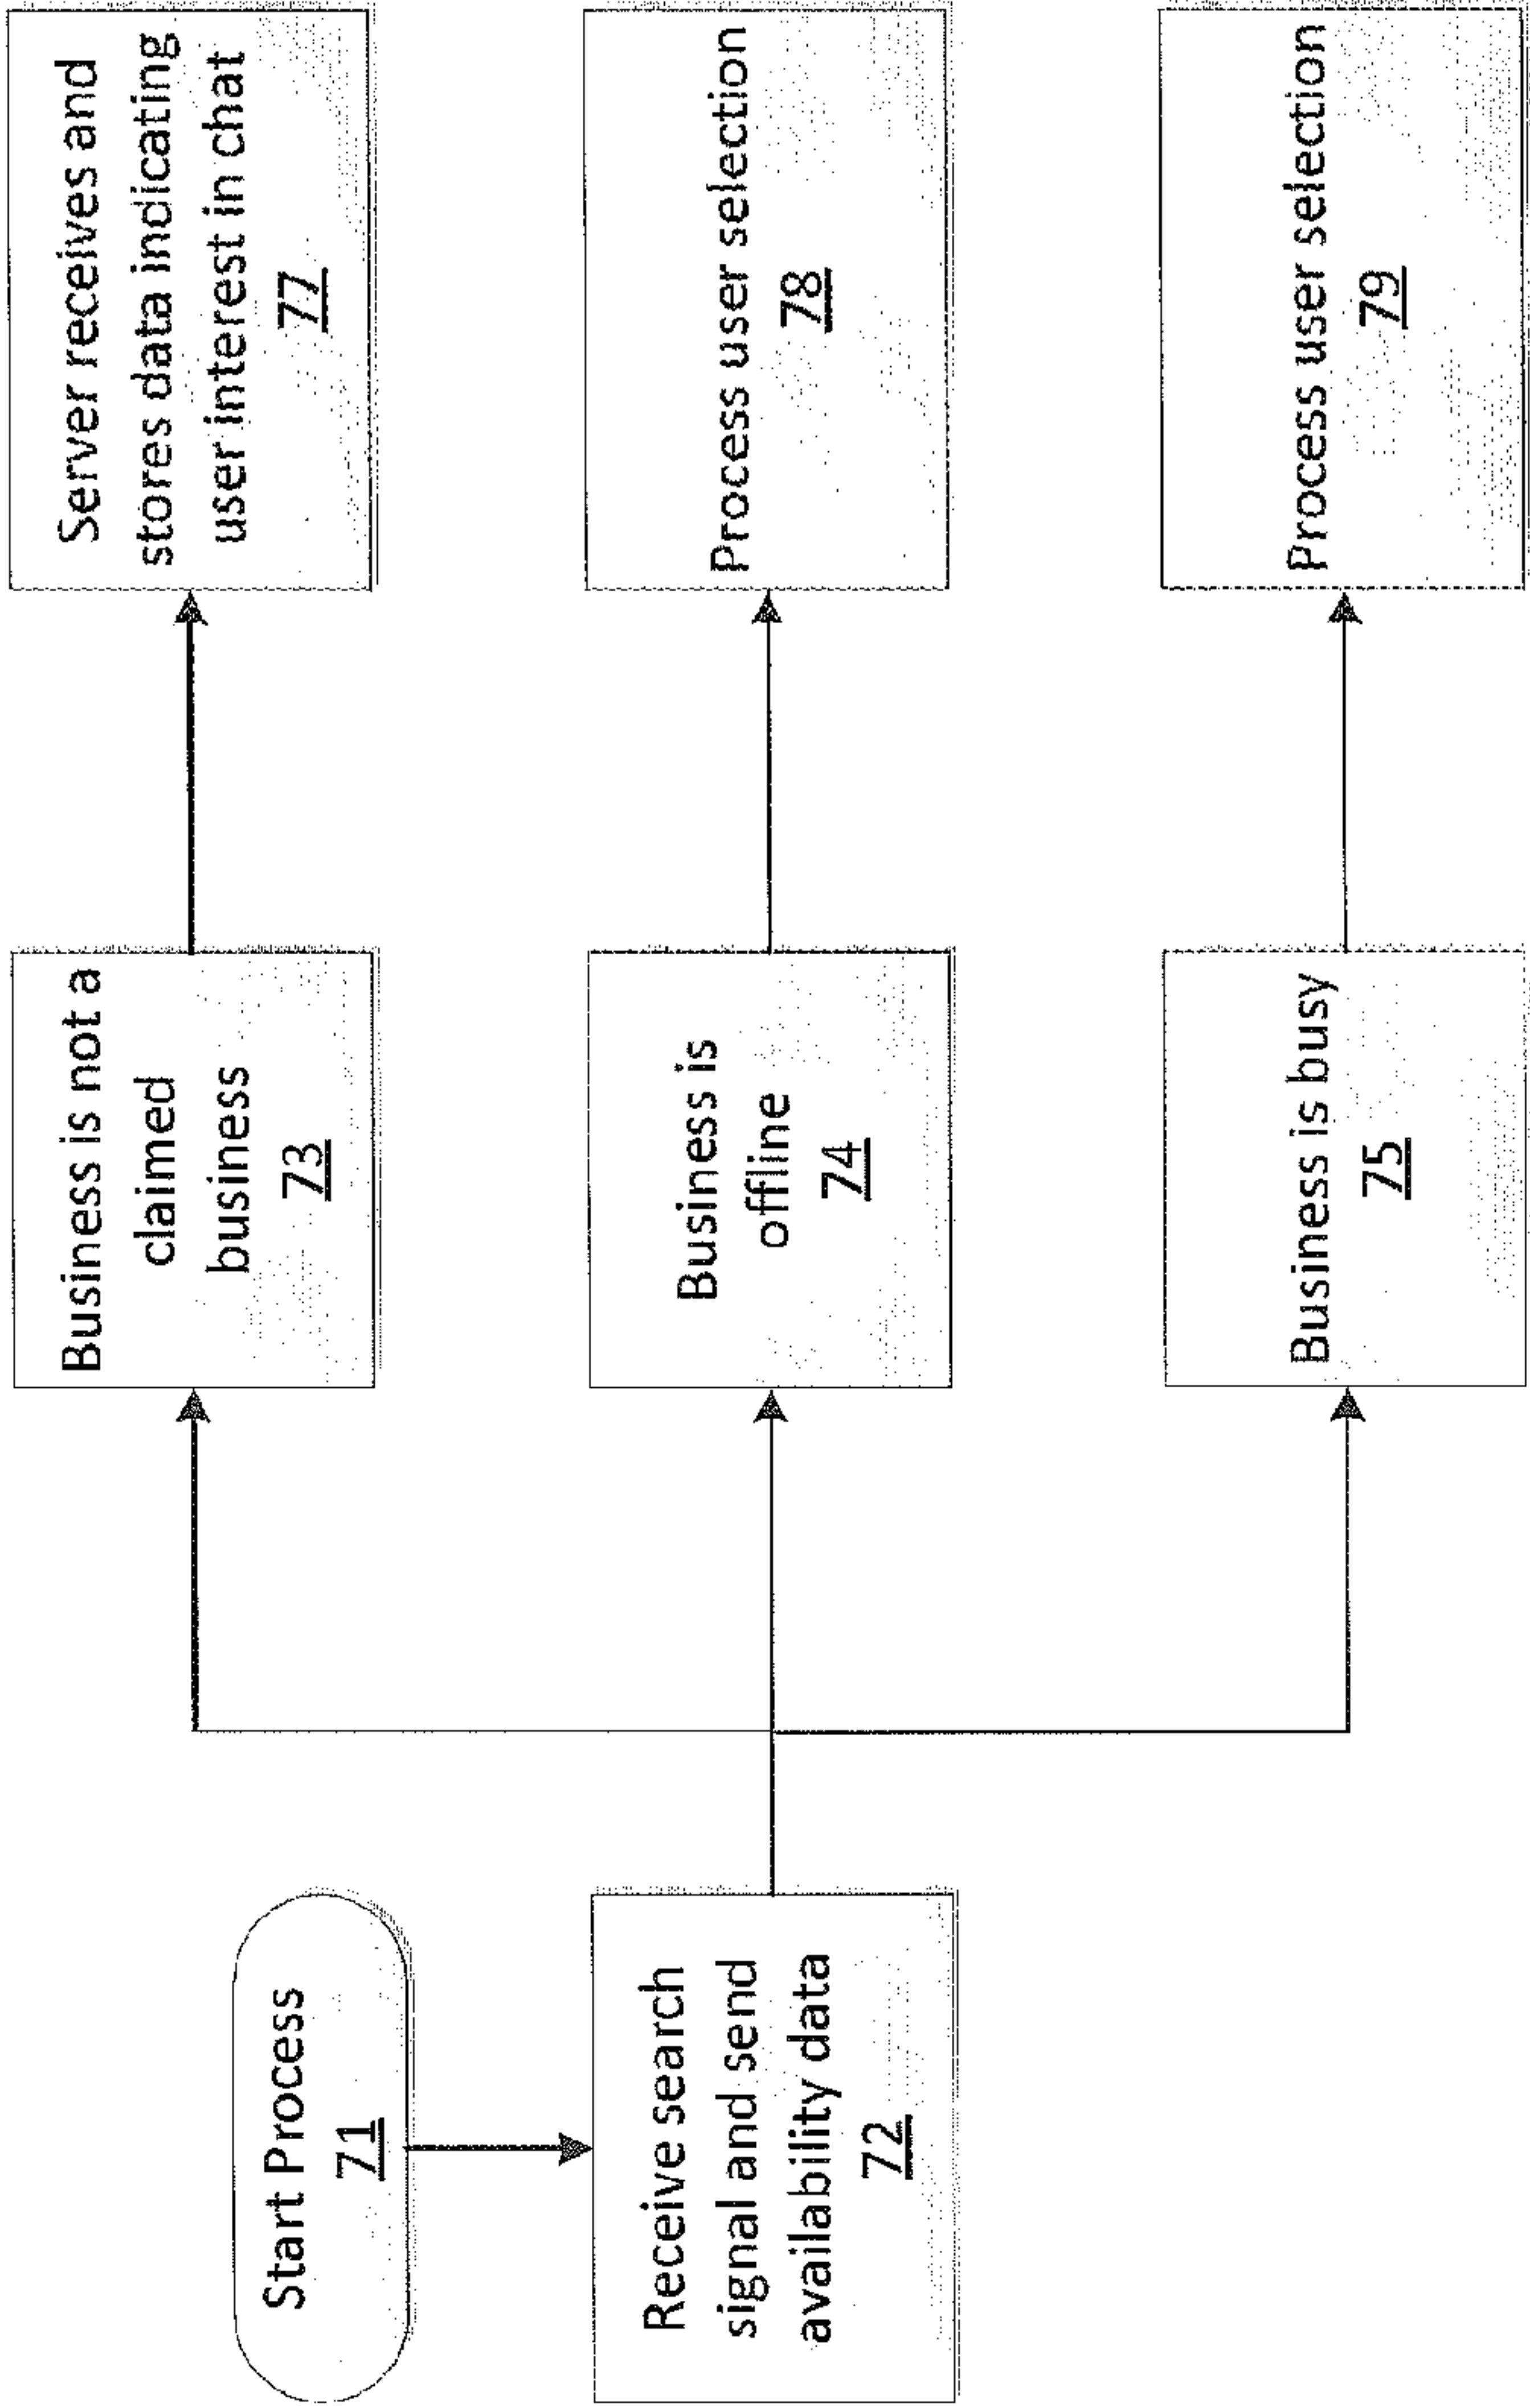 Start Process
71
Receive search
signal and send
availability data
72
Business is not a
claimed
business
73
Business is
offline
74
Business is busy
75
Server receives and
stores data indicating
user interest in chat
77
Process user selection
78
Process user selection
79